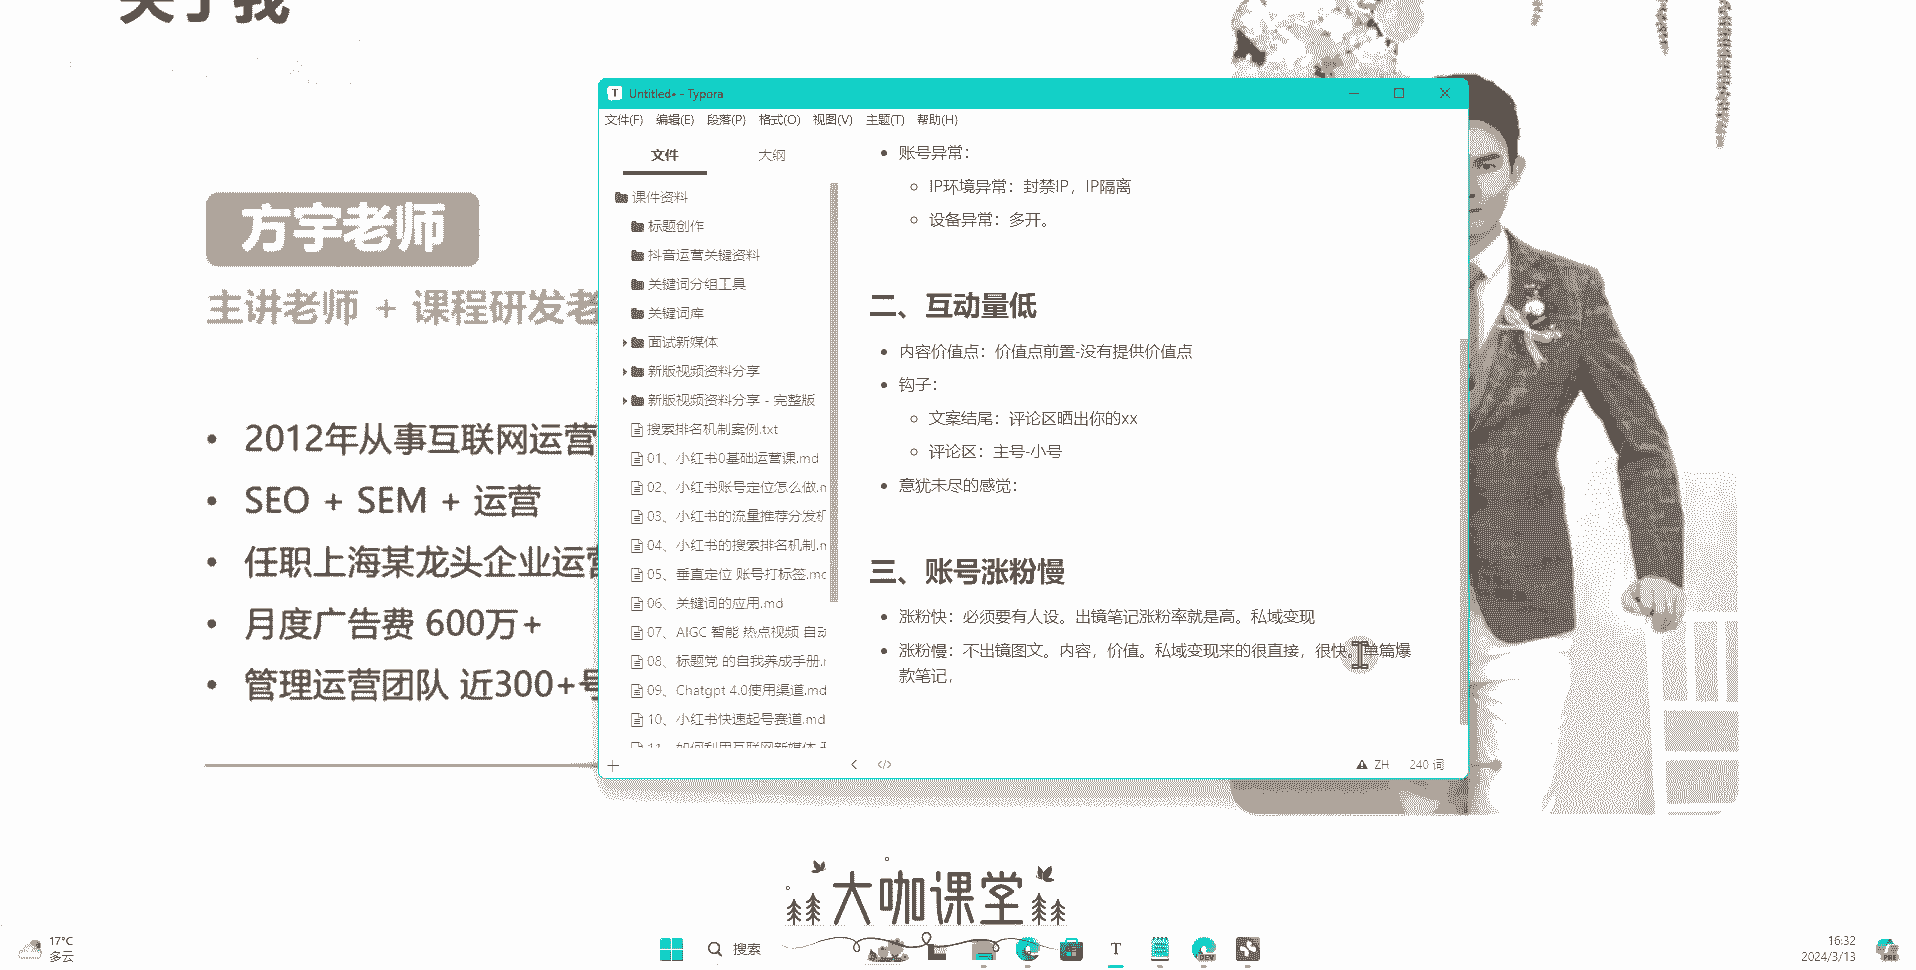 关于我
方宇老师
主讲老师 + 课程研发老
2012年从事互联网运营
SEO + SEM + 运营
任职上海某龙头企业运营
月度广告费 600万+
管理运营团队 近300+号
Untitled• - Typora
文件(F) 编辑(E) 段落(P) 格式(O) 视图(V) 主题(T) 帮助(H)
文件 大纲
课件资料
标题创作
抖音运营关键资料
关键词分组工具
关键词库
面试新媒体
新版视频资料分享
新版视频资料分享 - 完整版
搜索排名机制案例.txt
01、小红书0基础运营课.md
02、小红书账号定位怎么做.m
03、小红书的流量推荐分发机
04、小红书的搜索排名机制.m
05、垂直定位 账号打标签.md
06、关键词的应用.md
07、AIGC 智能 热点视频 自动
08、标题党 的自我养成手册.m
09、Chatgpt 4.0使用渠道.md
10、小红书快速起号赛道.md
11、如何利用互联网新媒体
账号异常：
IP环境异常：封禁IP，IP隔离
设备异常：多开。
二、互动量低
内容价值点：价值点前置-没有提供价值点
钩子：
文案结尾：评论区晒出你的xx
评论区：主号-小号
意犹未尽的感觉：
三、账号涨粉慢
涨粉快：必须要有人设。出镜笔记涨粉率就是高。私域变现
涨粉慢：不出镜图文。内容，价值。私域变现来的很直接，很快。单篇爆
款笔记，
ZH 240 词
大咖课堂
17°C
多云
搜索
T
DEV
16:32
2024/3/13
PRE